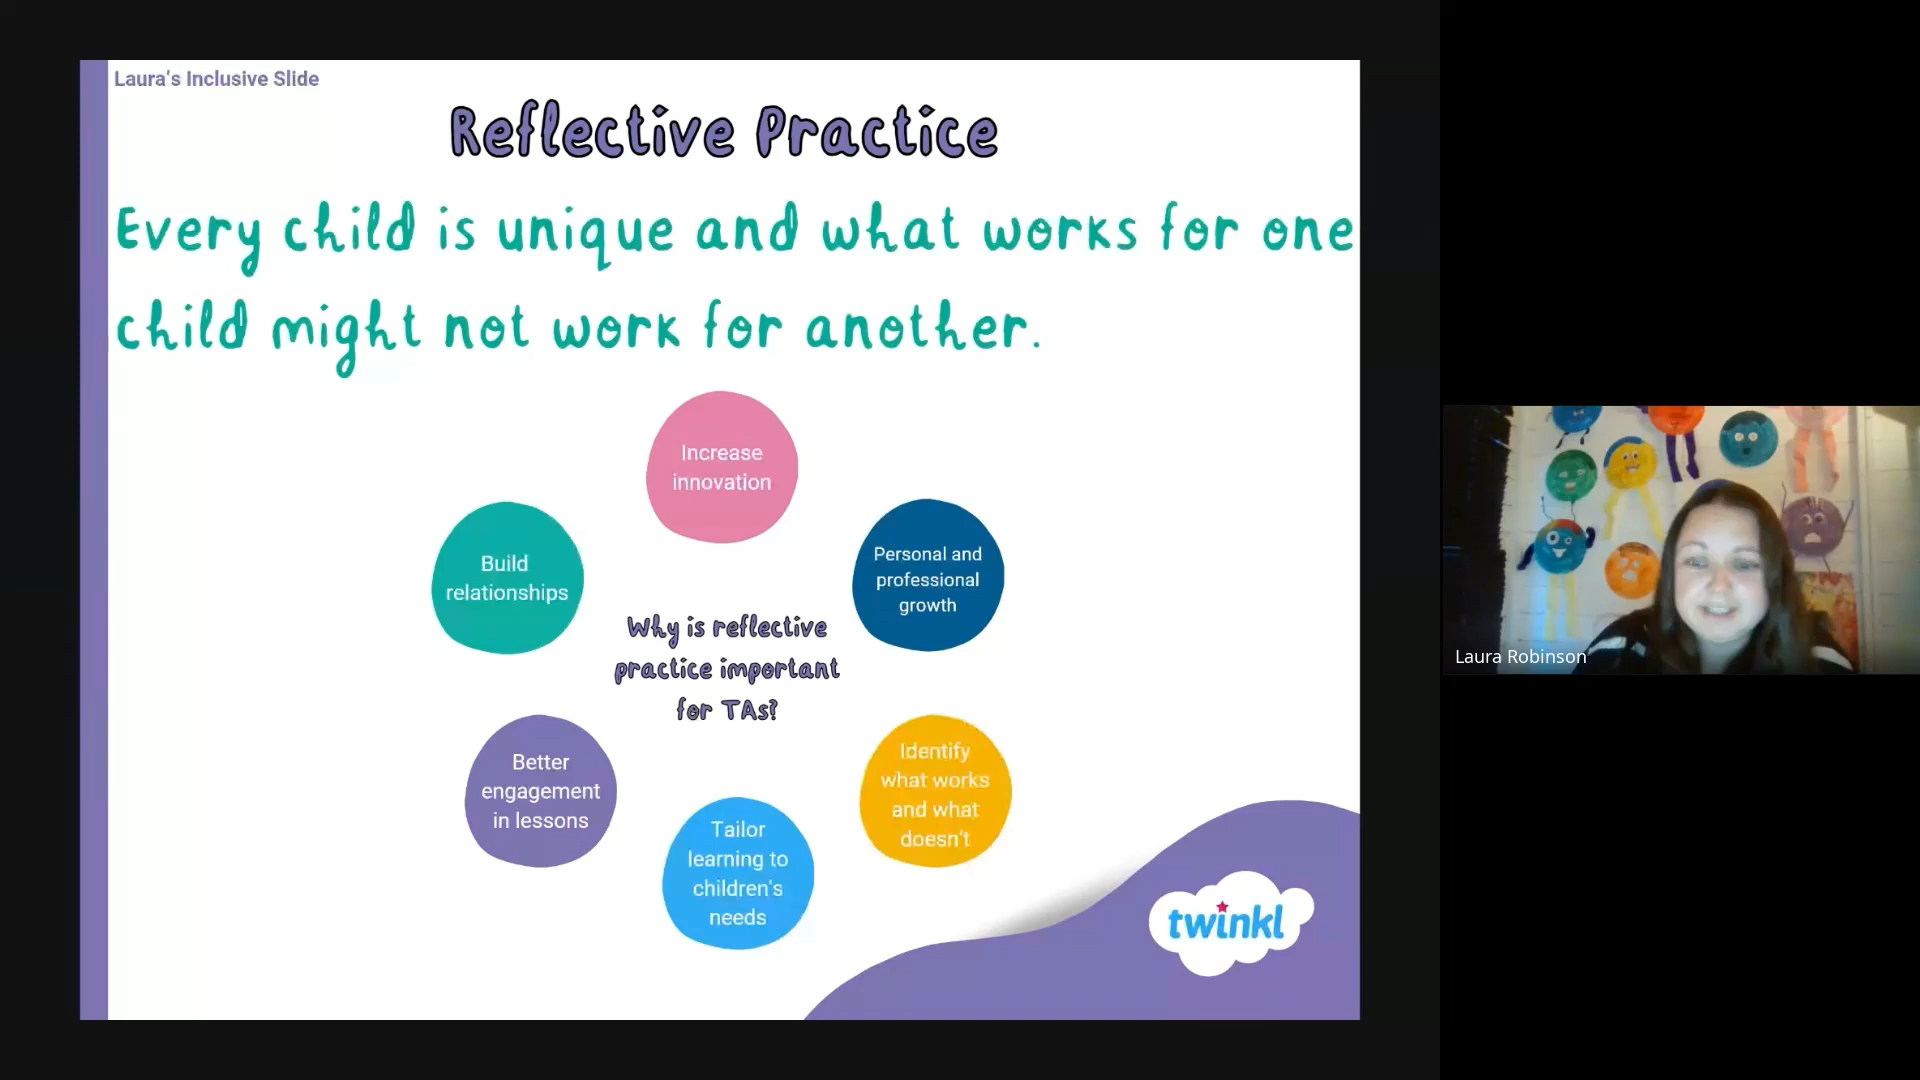 Laura's Inclusive Slide
Reflective Practice
Every child is unique and what works for one
child might not work for another.
Increase
innovation
Build
relationships
Personal and
professional
growth
Why is reflective
practice important
for TAs?
Better
engagement
in lessons
Identify
what works
and what
doesn't
Tailor
learning to
children's
needs
twinkl
Laura Robinson